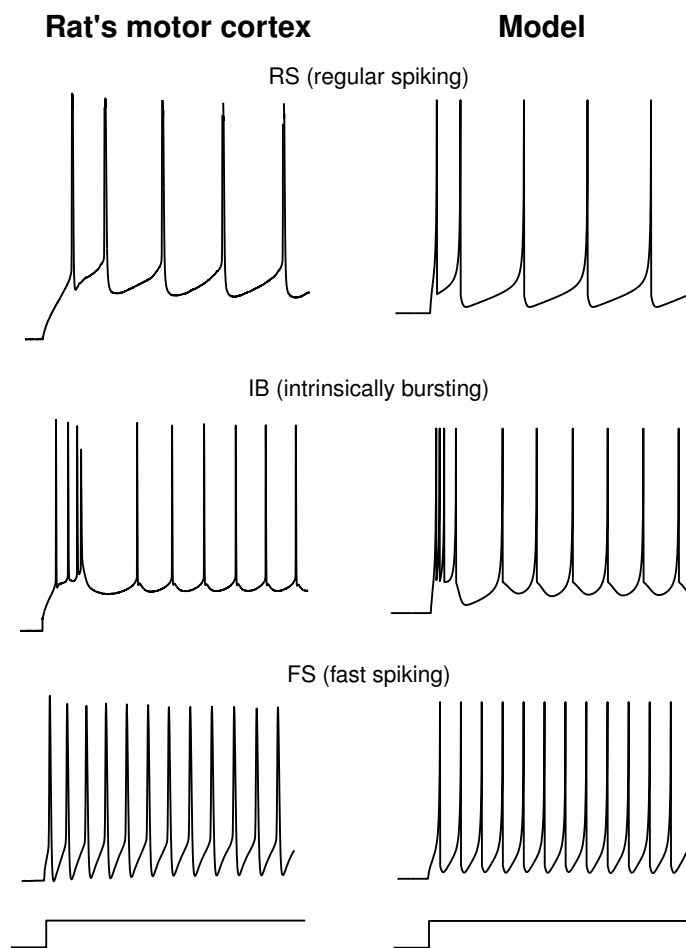 Rat's motor cortex
Model
RS (regular spiking)
IB (intrinsically bursting)
FS (fast spiking)